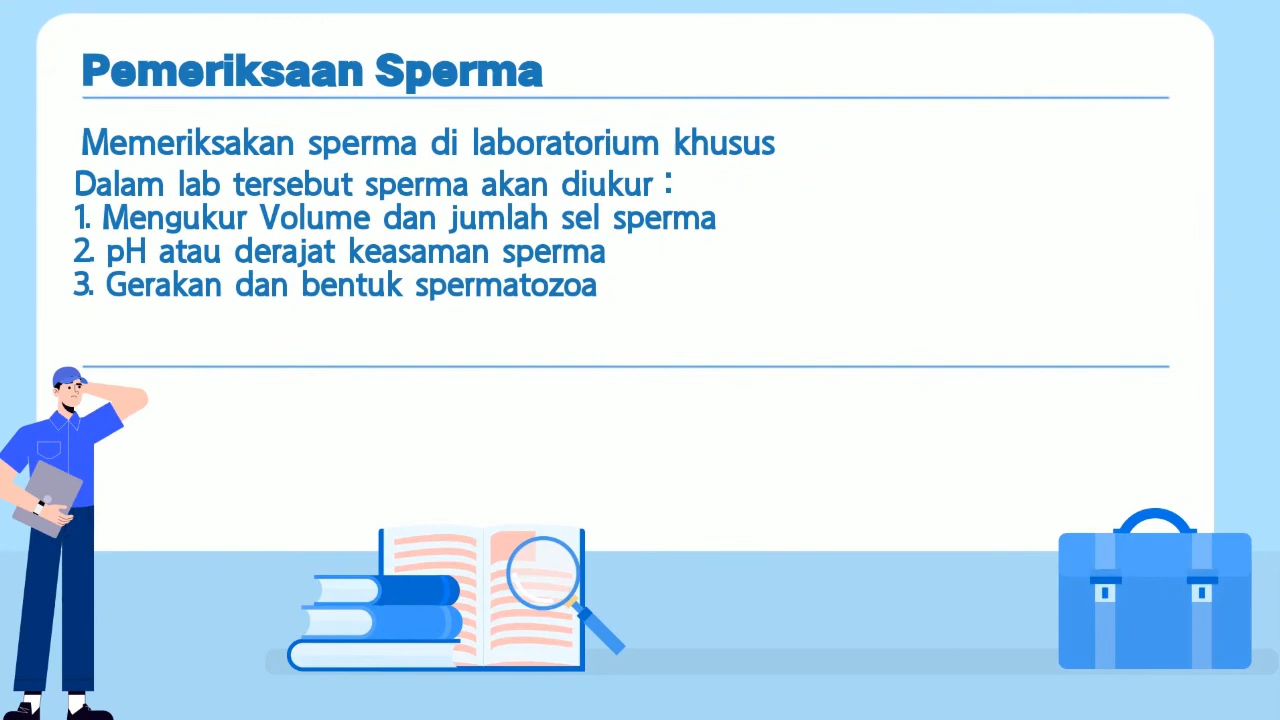 Pemeriksaan Sperma
Memeriksakan sperma di laboratorium khusus
Dalam lab tersebut sperma akan diukur :
1. Mengukur Volume dan jumlah sel sperma
2. pH atau derajat keasaman sperma
3. Gerakan dan bentuk spermatozoa